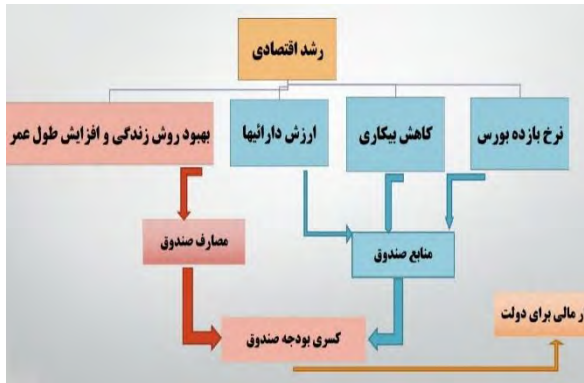 رشد اقتصادی
نرخ بازده بورس
کاهش بیکاری
ارزش دارائیها
بهبود روش زندگی و افزایش طول عمر
منابع صندوق
مصارف صندوق
ر مالی برای دولت
کسری بودجه صندوق